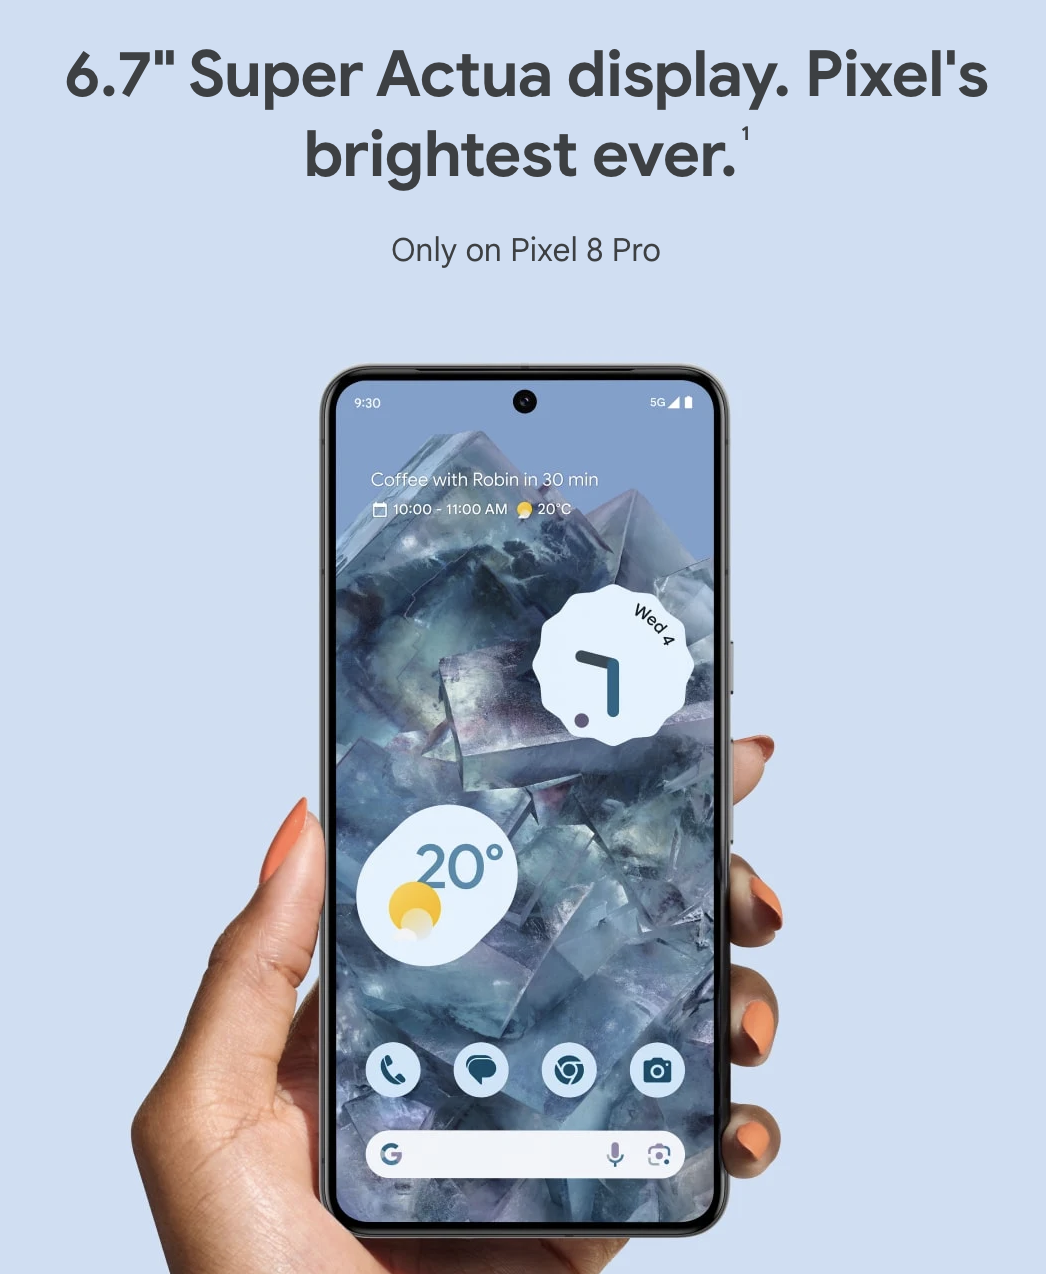 6.7" Super Actua display. Pixel's
brightest ever.¹
Only on Pixel 8 Pro
9:30
5G
Coffee with Robin in 30 min
10:00 - 11:00 AM 20°C
Wed 4
20°
G